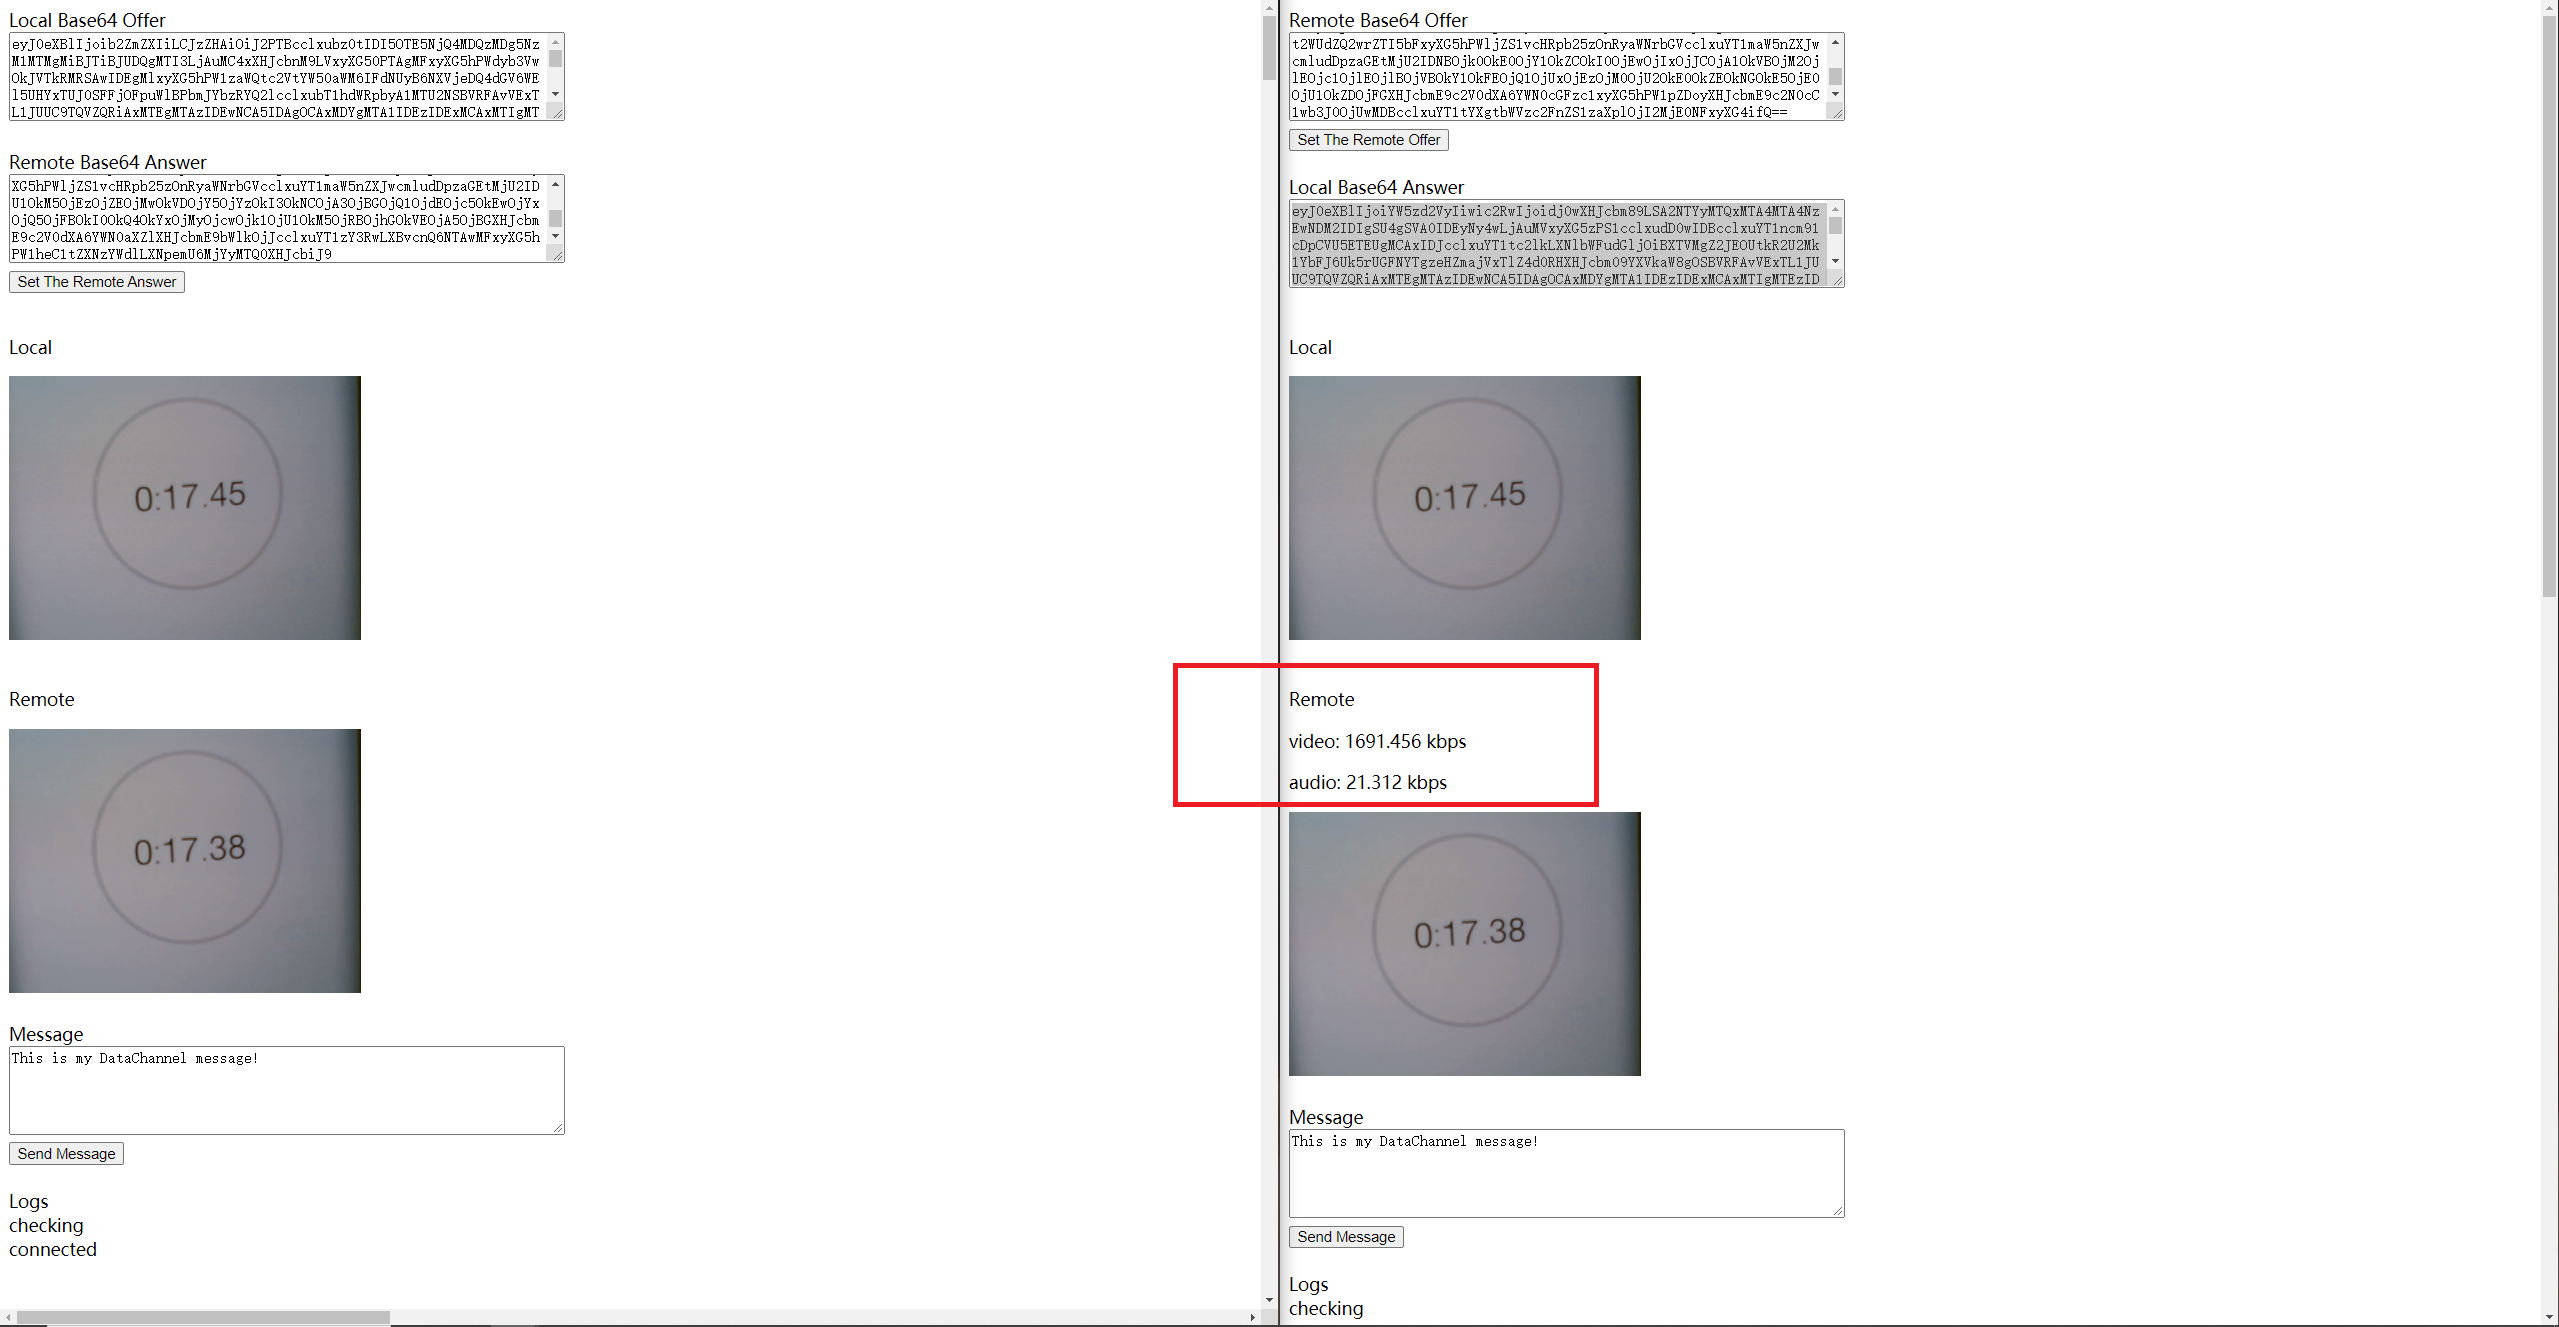 Local Base64 Offer
eyJ0eXBlIjoib2ZmZXIiLCJzZHAiOiJ2PTBcclxubz0tIDI5OTE5NjQ4MDQzMDg5Nz
M1MTMgMiBJTiBJUDQgMTI3LjAuMC4xXHJcbnM9LVxyXG50PTAgMFxyXG5hPWdyb3Vw
OkJVTkRMRSAwIDEgMlxyXG5hPW1zaWQtc2VtYW50aWM6IFdNUyB6NXVjeDQ4dGV6WE
l5UHYxTUJ0SFFjOFpuWlBPbmJYbzRYQ2lcclxubT1hdWRpbyA1MTU2NSBVRFAvVExT
L1JUUC9TQVZQRiAxMTEgMTAzIDEwNCA5IDAgOCAxMDYgMTA1IDEzIDExMCAxMTIgMT
Remote Base64 Answer
XG5hPWljZS1vcHRpb25zOnRyaWNrbGVcclxuYT1maW5nZXJwcmludDpzaGEtMjU2ID
U1OkM5OjEzOjZEOjMwOkVDOjY5OjYzOkI3OkNCOjA3OjBGOjQ1OjdEOjc5OkEwOjYx
OjQ5OjFBOkI0OkQ4OkYxOjMyOjcwOjk1OjU1OkM5OjRBOjhGOkVEOjA5OjBGXHJcbm
E9c2V0dXA6YWN0aXZlXHJcbmE9bWlkOjJcclxuYT1zY3RwLXBvcnQ6NTAwMFxyXG5h
PW1heC1tZXNzYWdlLXNpemU6MjYyMTQ0XHJcbiJ9
Set The Remote Answer
Local
0:17.45
Remote
0:17.38
Message
This is my DataChannel message!
Send Message
Logs
checking
connected
Remote Base64 Offer
t2WUdZQ2wrZTI5bFxyXG5hPWljZS1vcHRpb25zOnRyaWNrbGVcclxuYT1maW5nZXJw
cmludDpzaGEtMjU2IDNBOjk0OkE0OjY1OkZCOkI0OjEwOjIxOjJCOjA1OkVBOjM2Oj
lEOjc1OjlEOjlBOjVBOkY1OkFEOjQ1OjUxOjEzOjM0OjU2OkE0OkZEOkNGOkE5OjE0
OjU1OkZDOjFGXHJcbmE9c2V0dXA6YWN0cGFzc1xyXG5hPW1pZDoyXHJcbmE9c2N0cC
1wb3J0OjUwMDBcclxuYT1tYXgtbWVzc2FnZS1zaXplOjI2MjE0NFxyXG4ifQ==
Set The Remote Offer
Local Base64 Answer
eyJ0eXBlIjoiYW5zd2VyIiwic2RwIjoidj0wXHJcbm89LSA2NTYyMTQxMTA4MTA4Nz
EwNDM2IDIgSU4gSVA0IDEyNy4wLjAuMVxyXG5zPS1cclxudD0wIDBcclxuYT1ncm91
cDpCVU5ETEUgMCAxIDJcclxuYT1tc2lkLXNlbWFudGljOiBXTVMgZ2JEOUtkR2U2Mk
1YbFJ6Uk5rUGFNYTgzeHZmajVxTlZ4d0RHXHJcbm09YXVkaW8gOSBVRFAvVExTL1JU
UC9TQVZQRiAxMTEgMTAzIDEwNCA5IDAgOCAxMDYgMTA1IDEzIDExMCAxMTIgMTEzID
Local
0:17.45
Remote
video: 1691.456 kbps
audio: 21.312 kbps
0:17.38
Message
This is my DataChannel message!
Send Message
Logs
checking